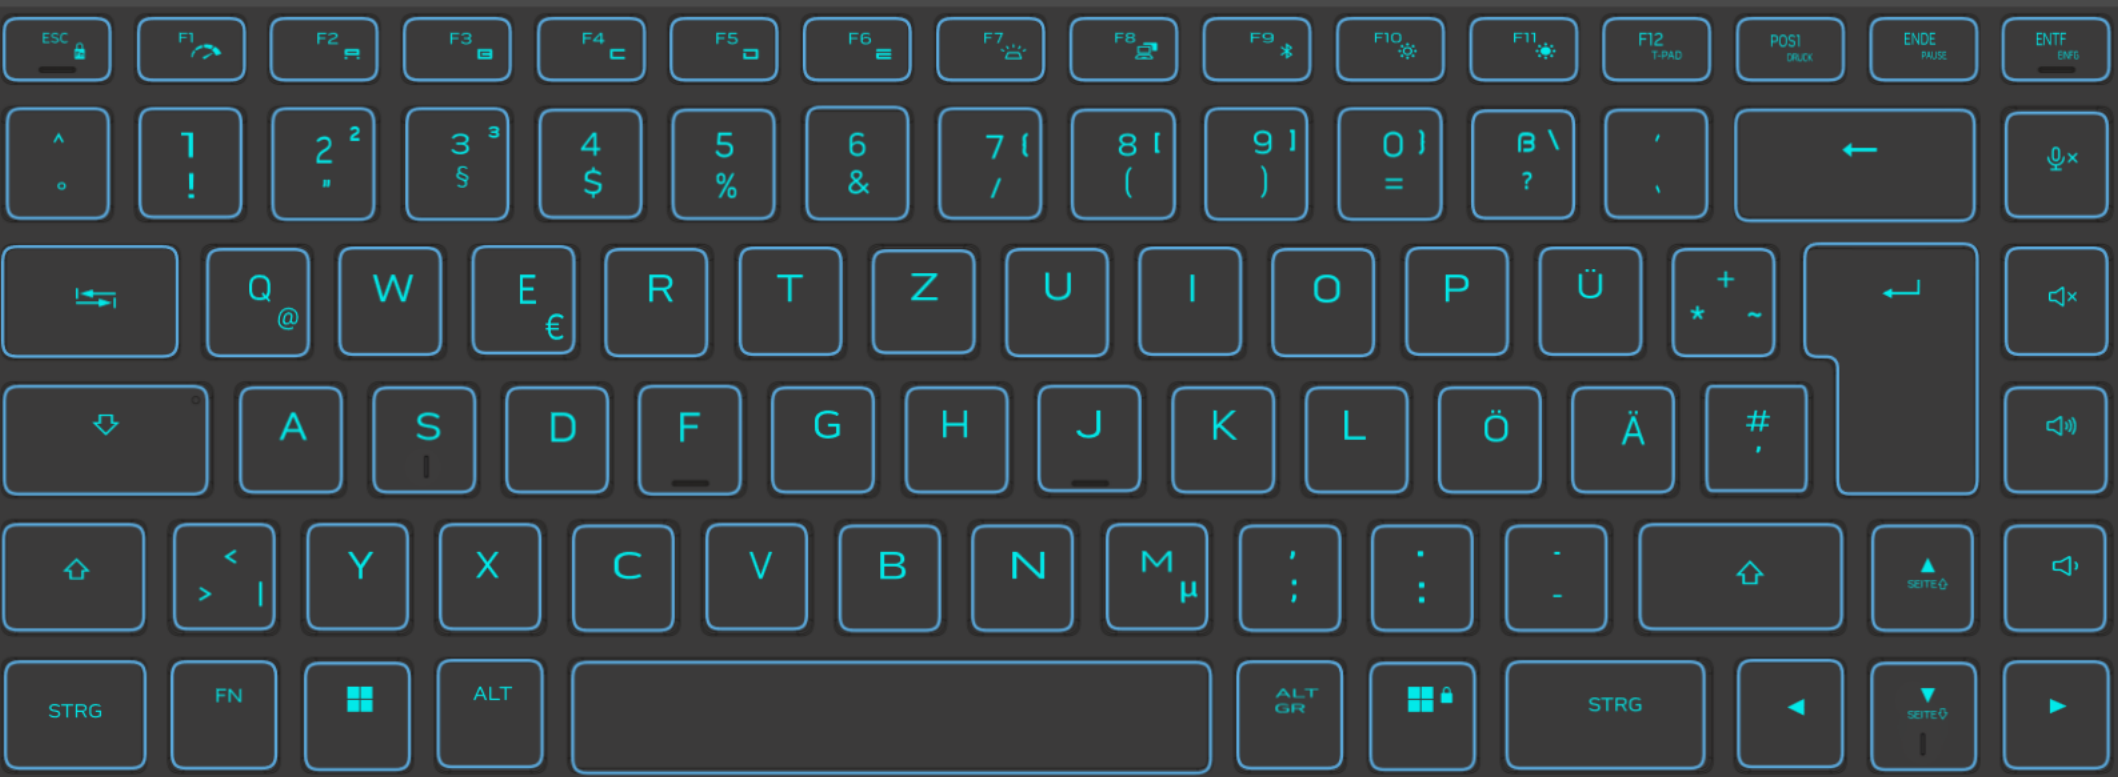 ESC F1 F2 F3 F4 F5 F6 F7 F8 F9 F10 F11 F12 T-PAD POS1 DRUCK ENDE PAUSE ENTF EINFG
^ ° 1 ! 2 ² " 3 ³ § 4 $ 5 % 6 & 7 { / 8 [ ( 9 ] ) 0 } = ß \ ? ´ `
Q @ W E € R T Z U I O P Ü + * ~
A S D F G H J K L Ö Ä # '
< > | Y X C V B N M µ , ; . : - _ SEITE
STRG FN ALT ALT GR STRG SEITE